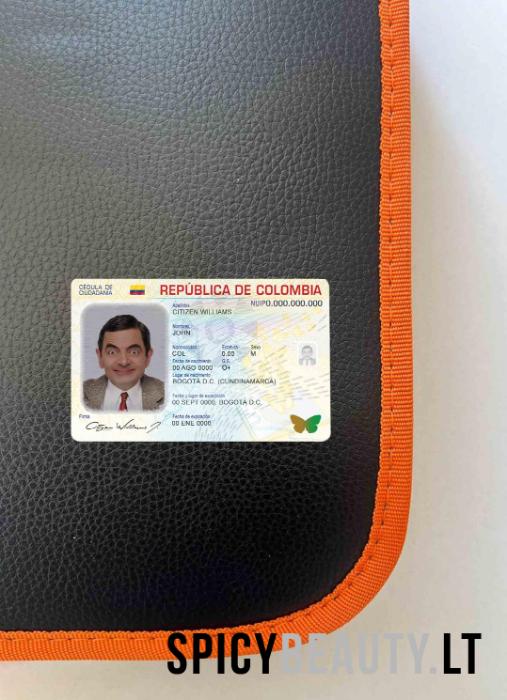 CÉDULA DE
CIUDADANÍA
REPÚBLICA DE COLOMBIA
NUIP0.000.000.000
Apellidos
CITIZEN WILLIAMS
Nombres
JOHN
Nacionalidad Estatura Sexo
COL 0.00 M
Fecha de nacimiento G.S.
00 AGO 0000 O+
Lugar de nacimiento
BOGOTÁ D.C. (CUNDINAMARCA)
Fecha y lugar de expedición
00 SEPT 0000, BOGOTÁ D.C.
Firma
Fecha de expiración
00 ENE 0000
SPICYBEAUTY.LT